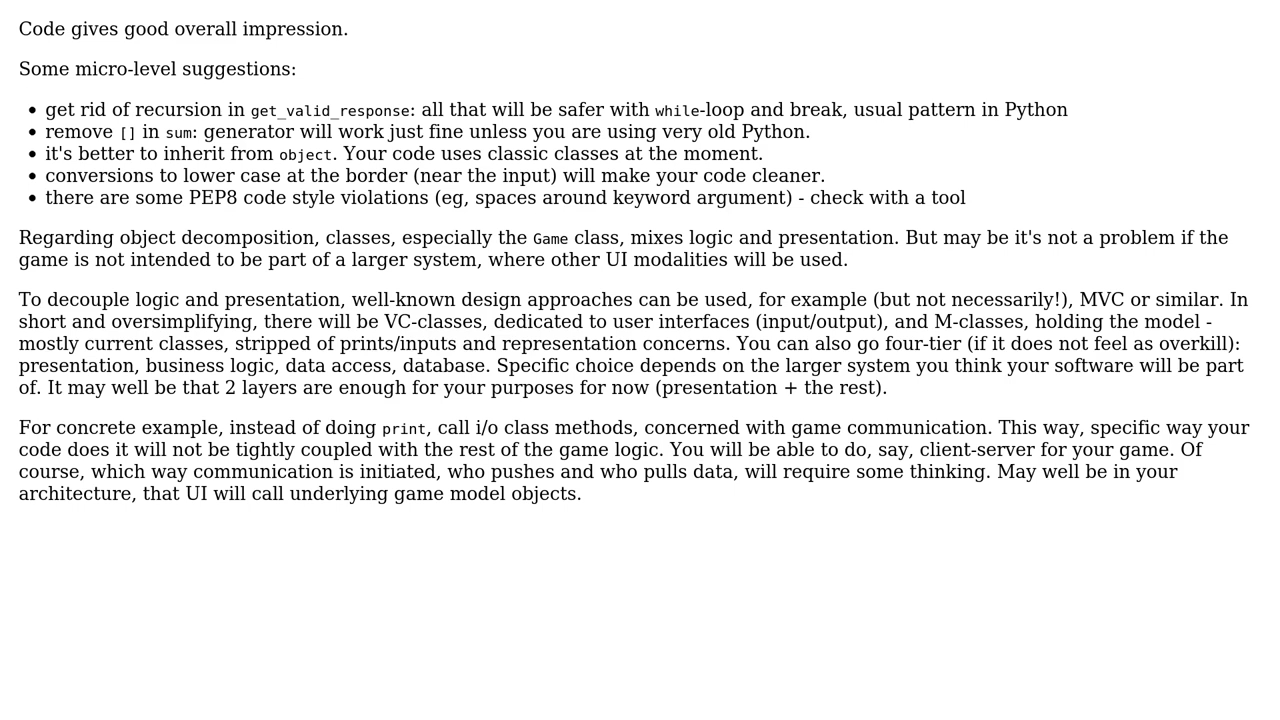 Code gives good overall impression.
Some micro-level suggestions:
• get rid of recursion in get_valid_response: all that will be safer with while-loop and break, usual pattern in Python
• remove [] in sum: generator will work just fine unless you are using very old Python.
• it's better to inherit from object. Your code uses classic classes at the moment.
• conversions to lower case at the border (near the input) will make your code cleaner.
• there are some PEP8 code style violations (eg, spaces around keyword argument) - check with a tool
Regarding object decomposition, classes, especially the Game class, mixes logic and presentation. But may be it's not a problem if the
game is not intended to be part of a larger system, where other UI modalities will be used.
To decouple logic and presentation, well-known design approaches can be used, for example (but not necessarily!), MVC or similar. In
short and oversimplifying, there will be VC-classes, dedicated to user interfaces (input/output), and M-classes, holding the model -
mostly current classes, stripped of prints/inputs and representation concerns. You can also go four-tier (if it does not feel as overkill):
presentation, business logic, data access, database. Specific choice depends on the larger system you think your software will be part
of. It may well be that 2 layers are enough for your purposes for now (presentation + the rest).
For concrete example, instead of doing print, call i/o class methods, concerned with game communication. This way, specific way your
code does it will not be tightly coupled with the rest of the game logic. You will be able to do, say, client-server for your game. Of
course, which way communication is initiated, who pushes and who pulls data, will require some thinking. May well be in your
architecture, that UI will call underlying game model objects.